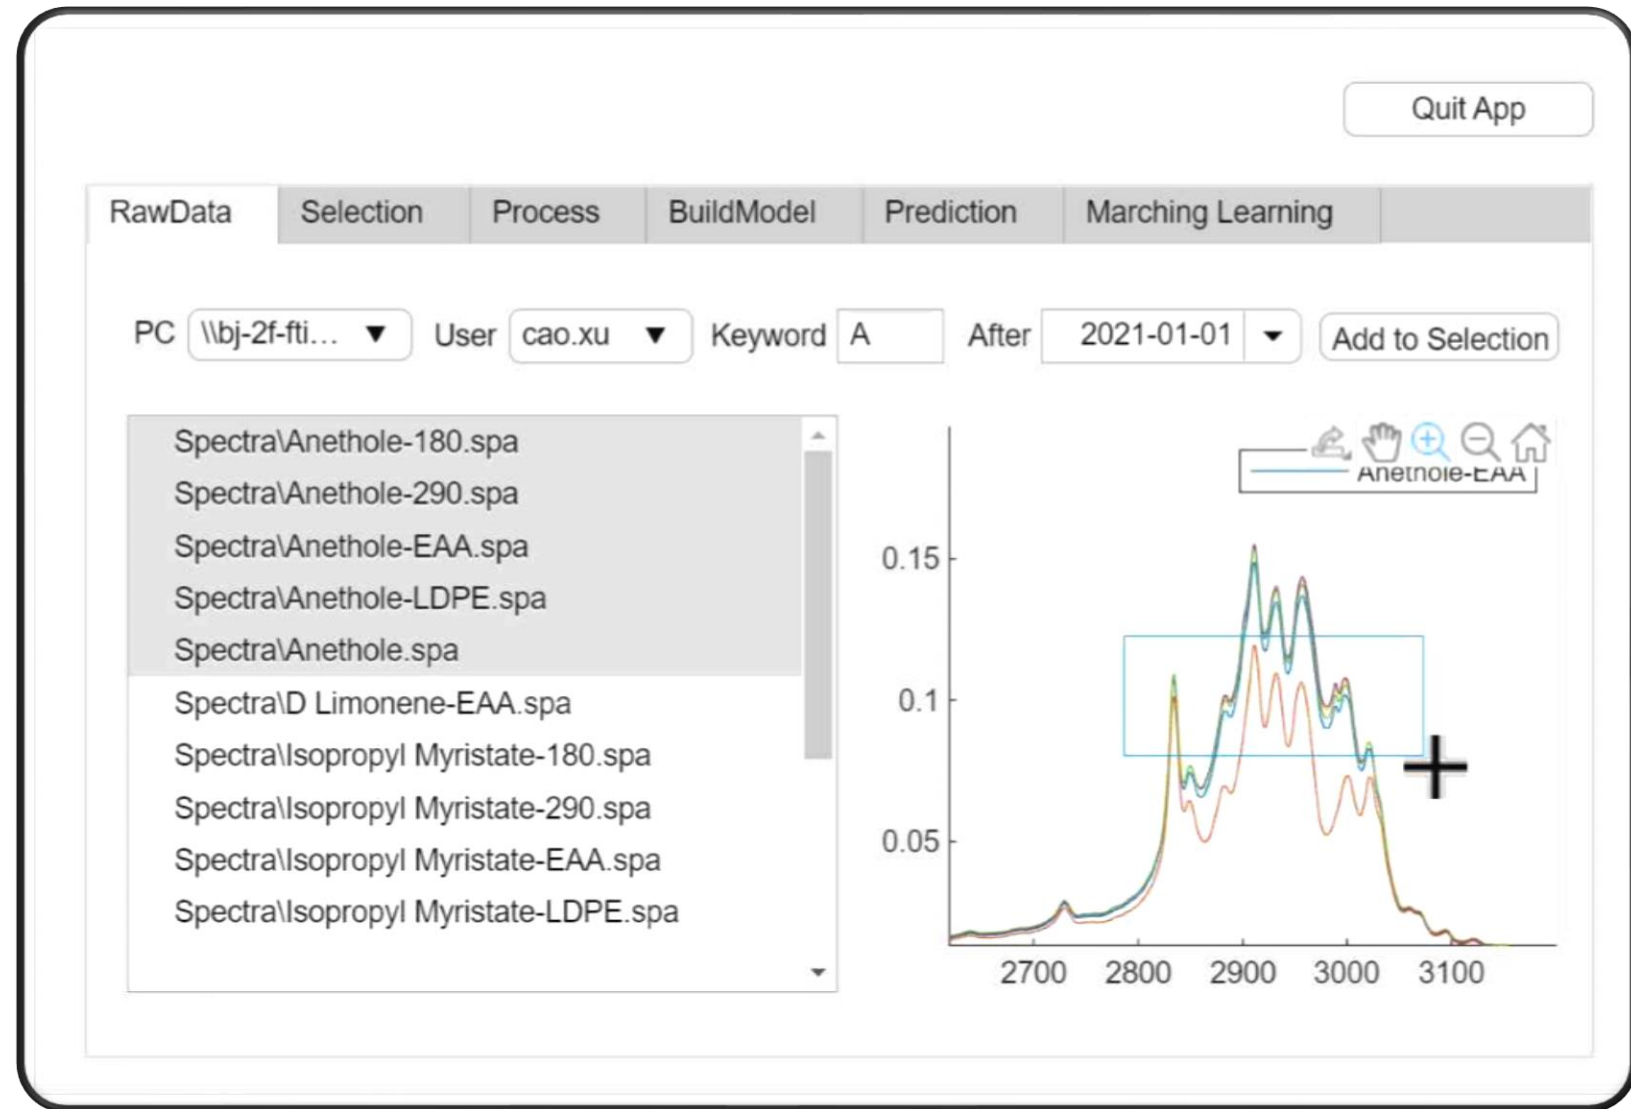 Quit App
RawData Selection Process BuildModel Prediction Marching Learning
PC \\bj-2f-fti... User cao.xu Keyword A After 2021-01-01 Add to Selection
Spectra\Anethole-180.spa
Spectra\Anethole-290.spa
Spectra\Anethole-EAA.spa
Spectra\Anethole-LDPE.spa
Spectra\Anethole.spa
Spectra\D Limonene-EAA.spa
Spectra\Isopropyl Myristate-180.spa
Spectra\Isopropyl Myristate-290.spa
Spectra\Isopropyl Myristate-EAA.spa
Spectra\Isopropyl Myristate-LDPE.spa
Anethole-EAA
0.15
0.1
0.05
2700 2800 2900 3000 3100